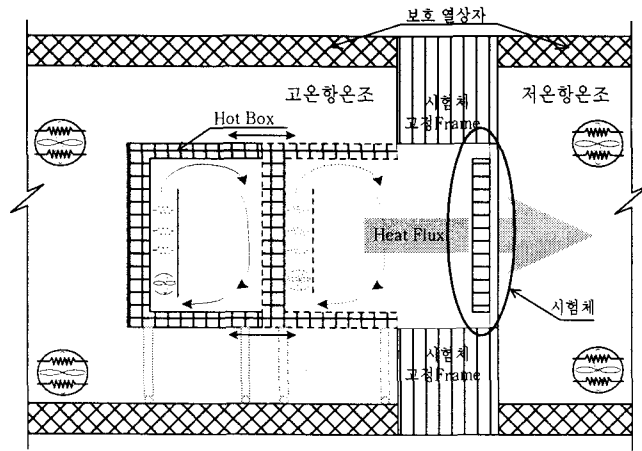 보호 열상자
고온항온조
저온항온조
시험체
고정Frame
Hot Box
Heat Flux
시험체
시험체
고정Frame